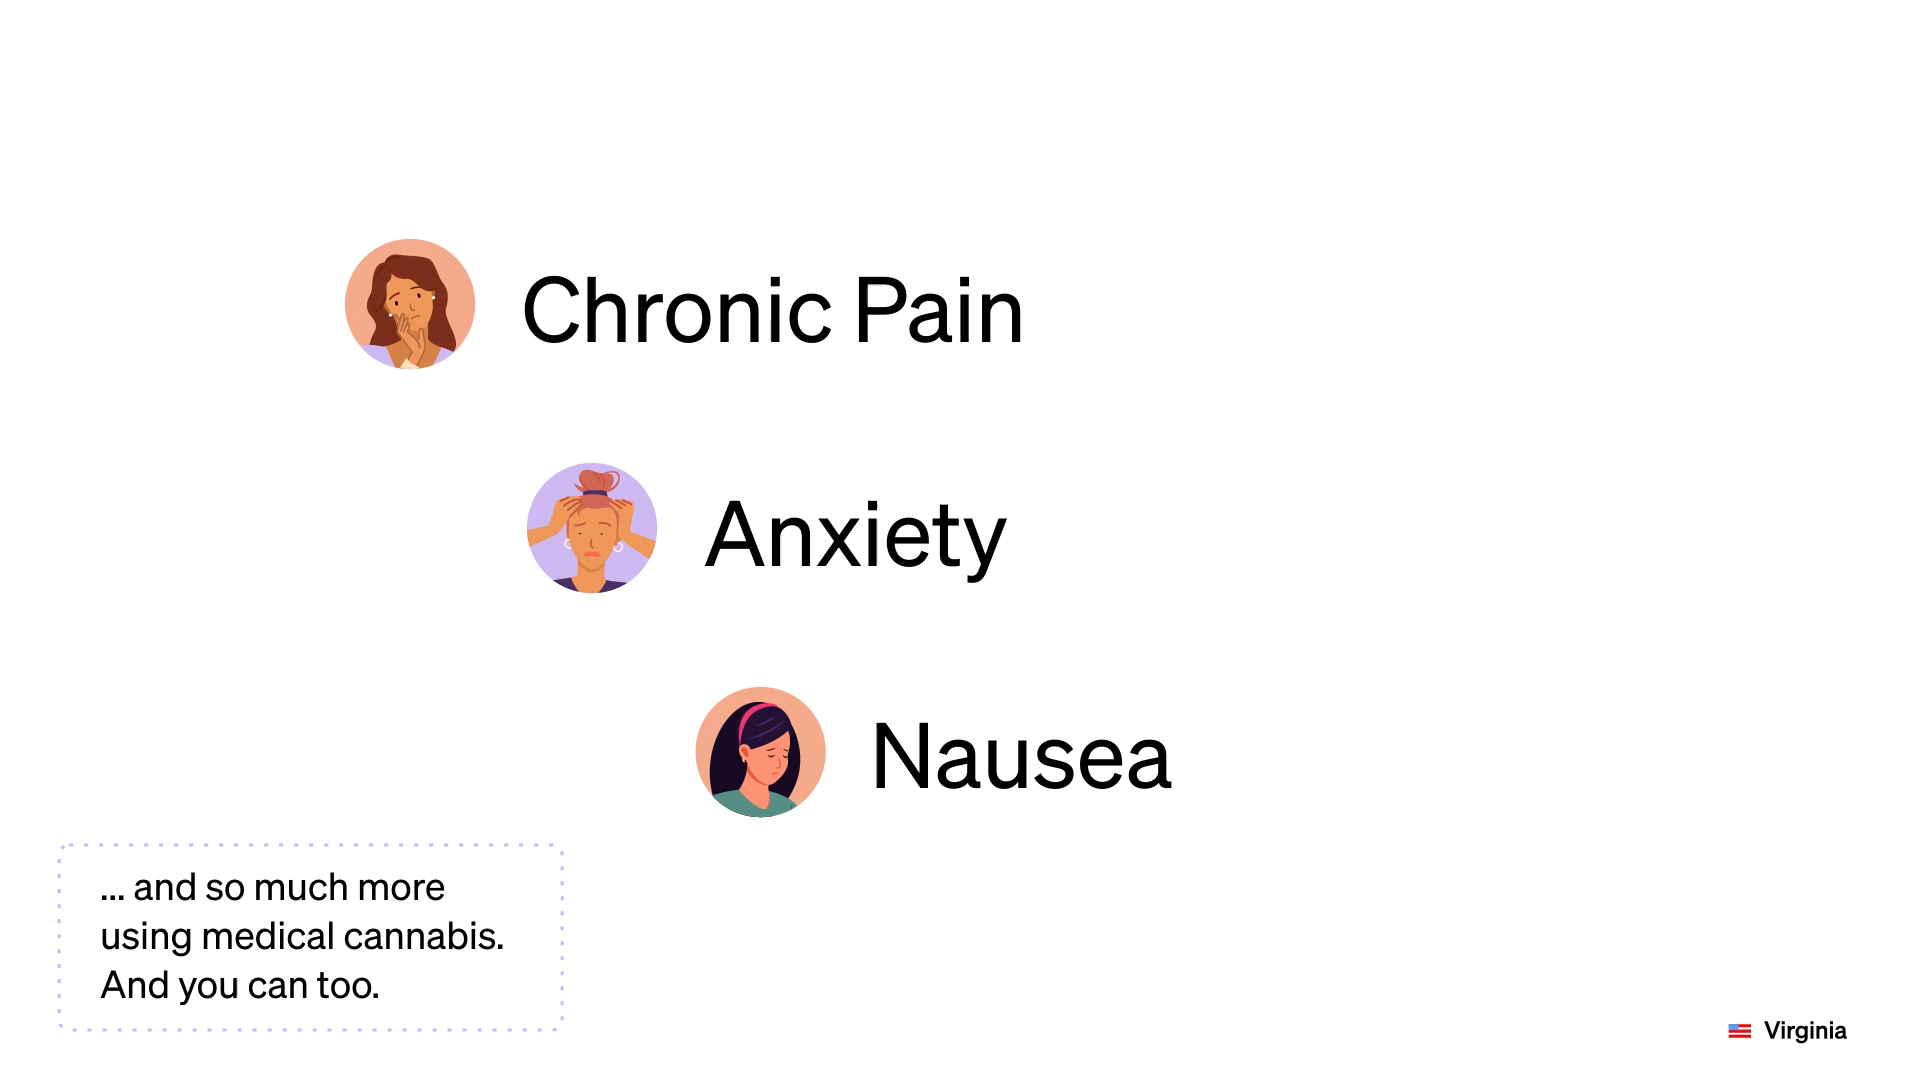 Chronic Pain
Anxiety
Nausea
... and so much more
using medical cannabis.
And you can too.
Virginia